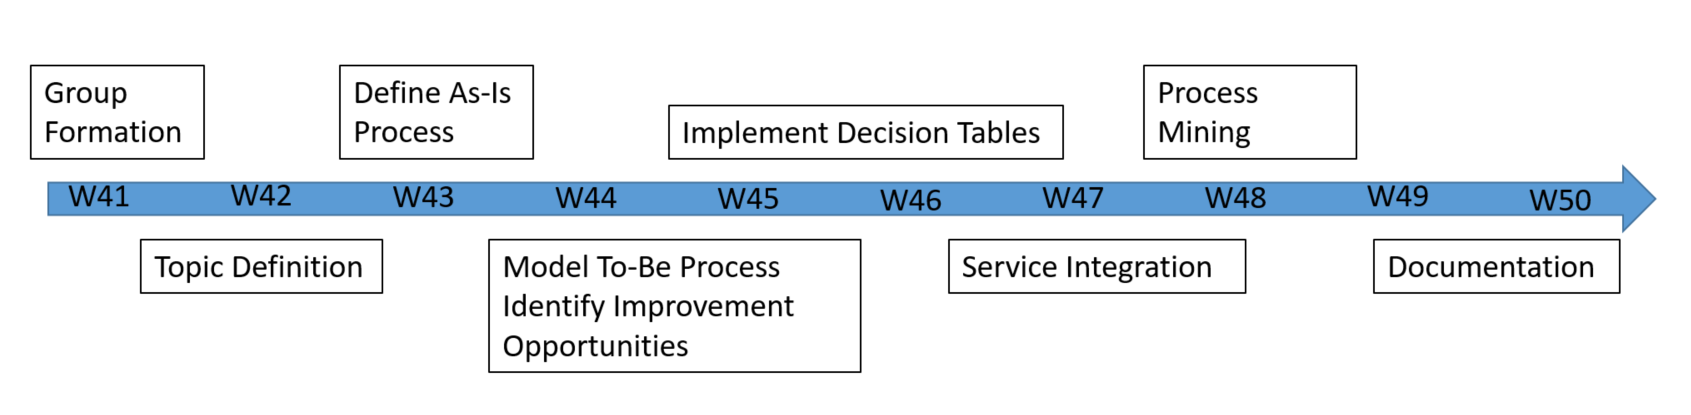 Group
Formation
Define As-Is
Process
Implement Decision Tables
Process
Mining
W41 W42 W43 W44 W45 W46 W47 W48 W49 W50
Topic Definition
Model To-Be Process
Identify Improvement
Opportunities
Service Integration
Documentation